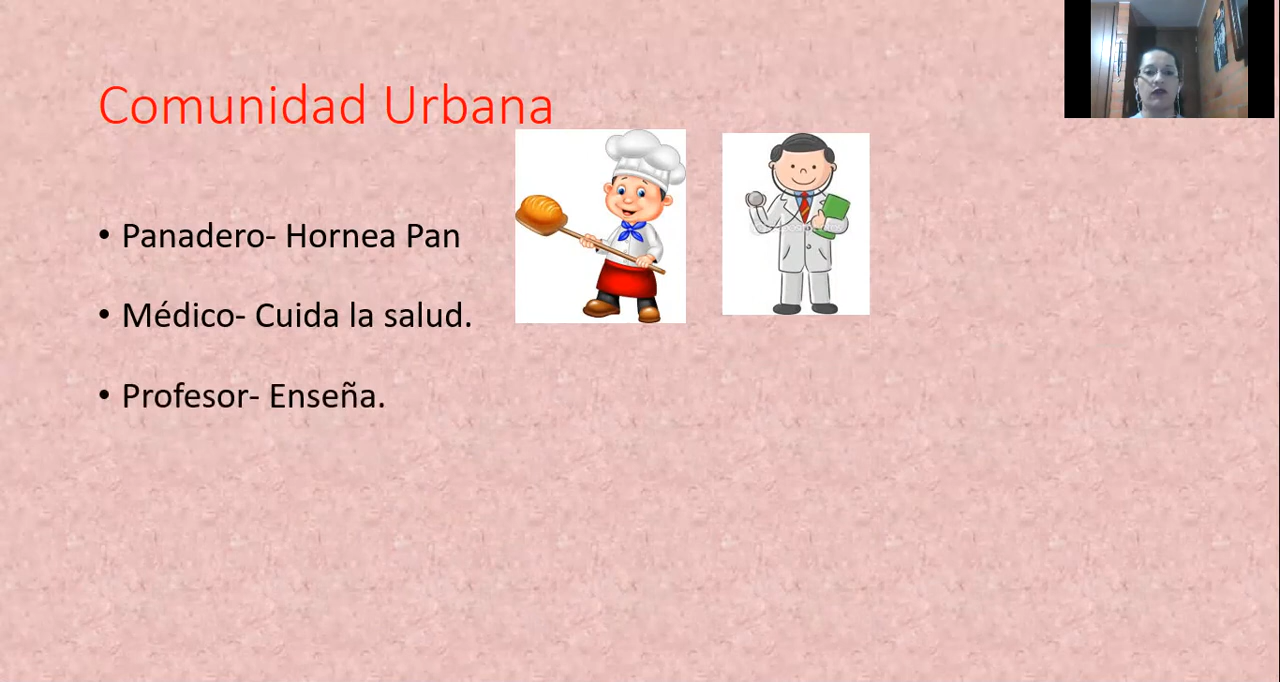 Comunidad Urbana
• Panadero- Hornea Pan
• Médico- Cuida la salud.
• Profesor- Enseña.